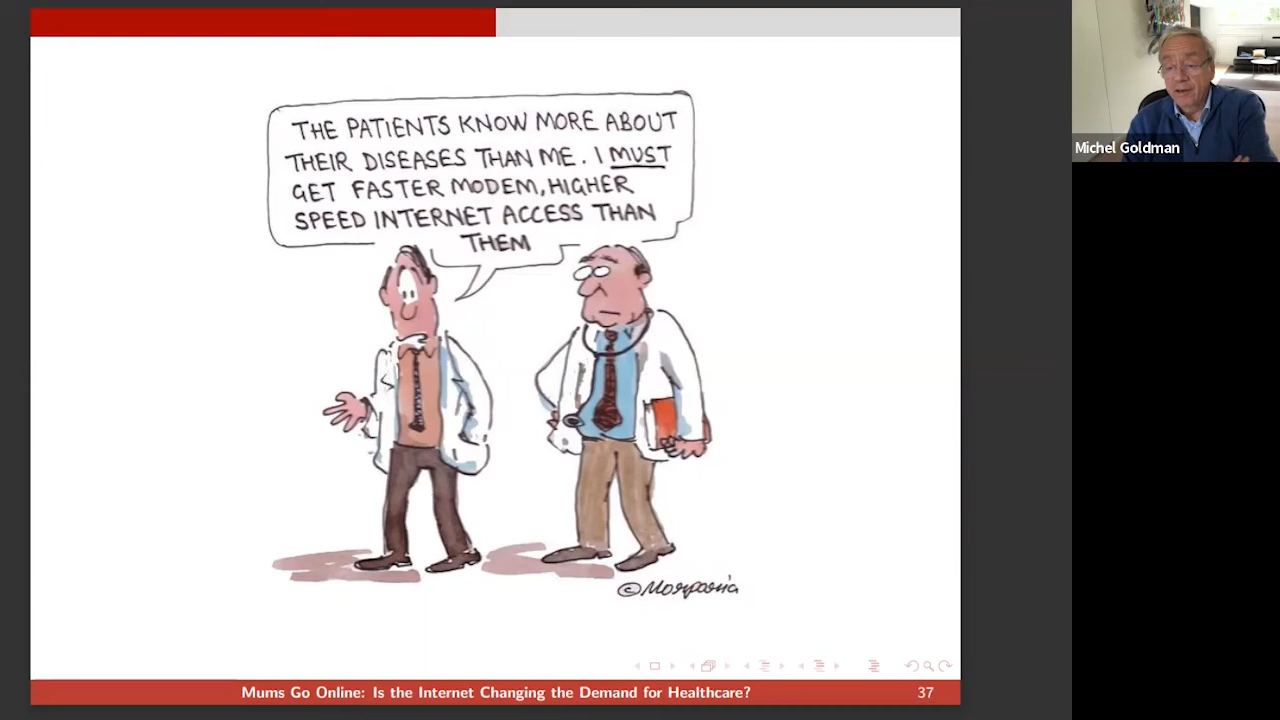 THE PATIENTS KNOW MORE ABOUT
THEIR DISEASES THAN ME. I MUST
GET FASTER MODEM, HIGHER
SPEED INTERNET ACCESS THAN
THEM
©Morparia
Mums Go Online: Is the Internet Changing the Demand for Healthcare?
37
Michel Goldman